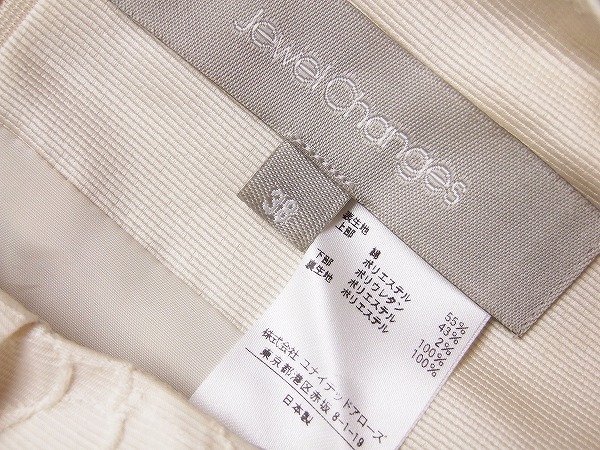 Jewel Changes
38
表生地
上部 綿 55%
ポリエステル 43%
ポリウレタン 2%
下部 ポリエステル 100%
裏生地 ポリエステル 100%
株式会社 ユナイテッドアローズ
東京都港区赤坂 8-1-19
日本製